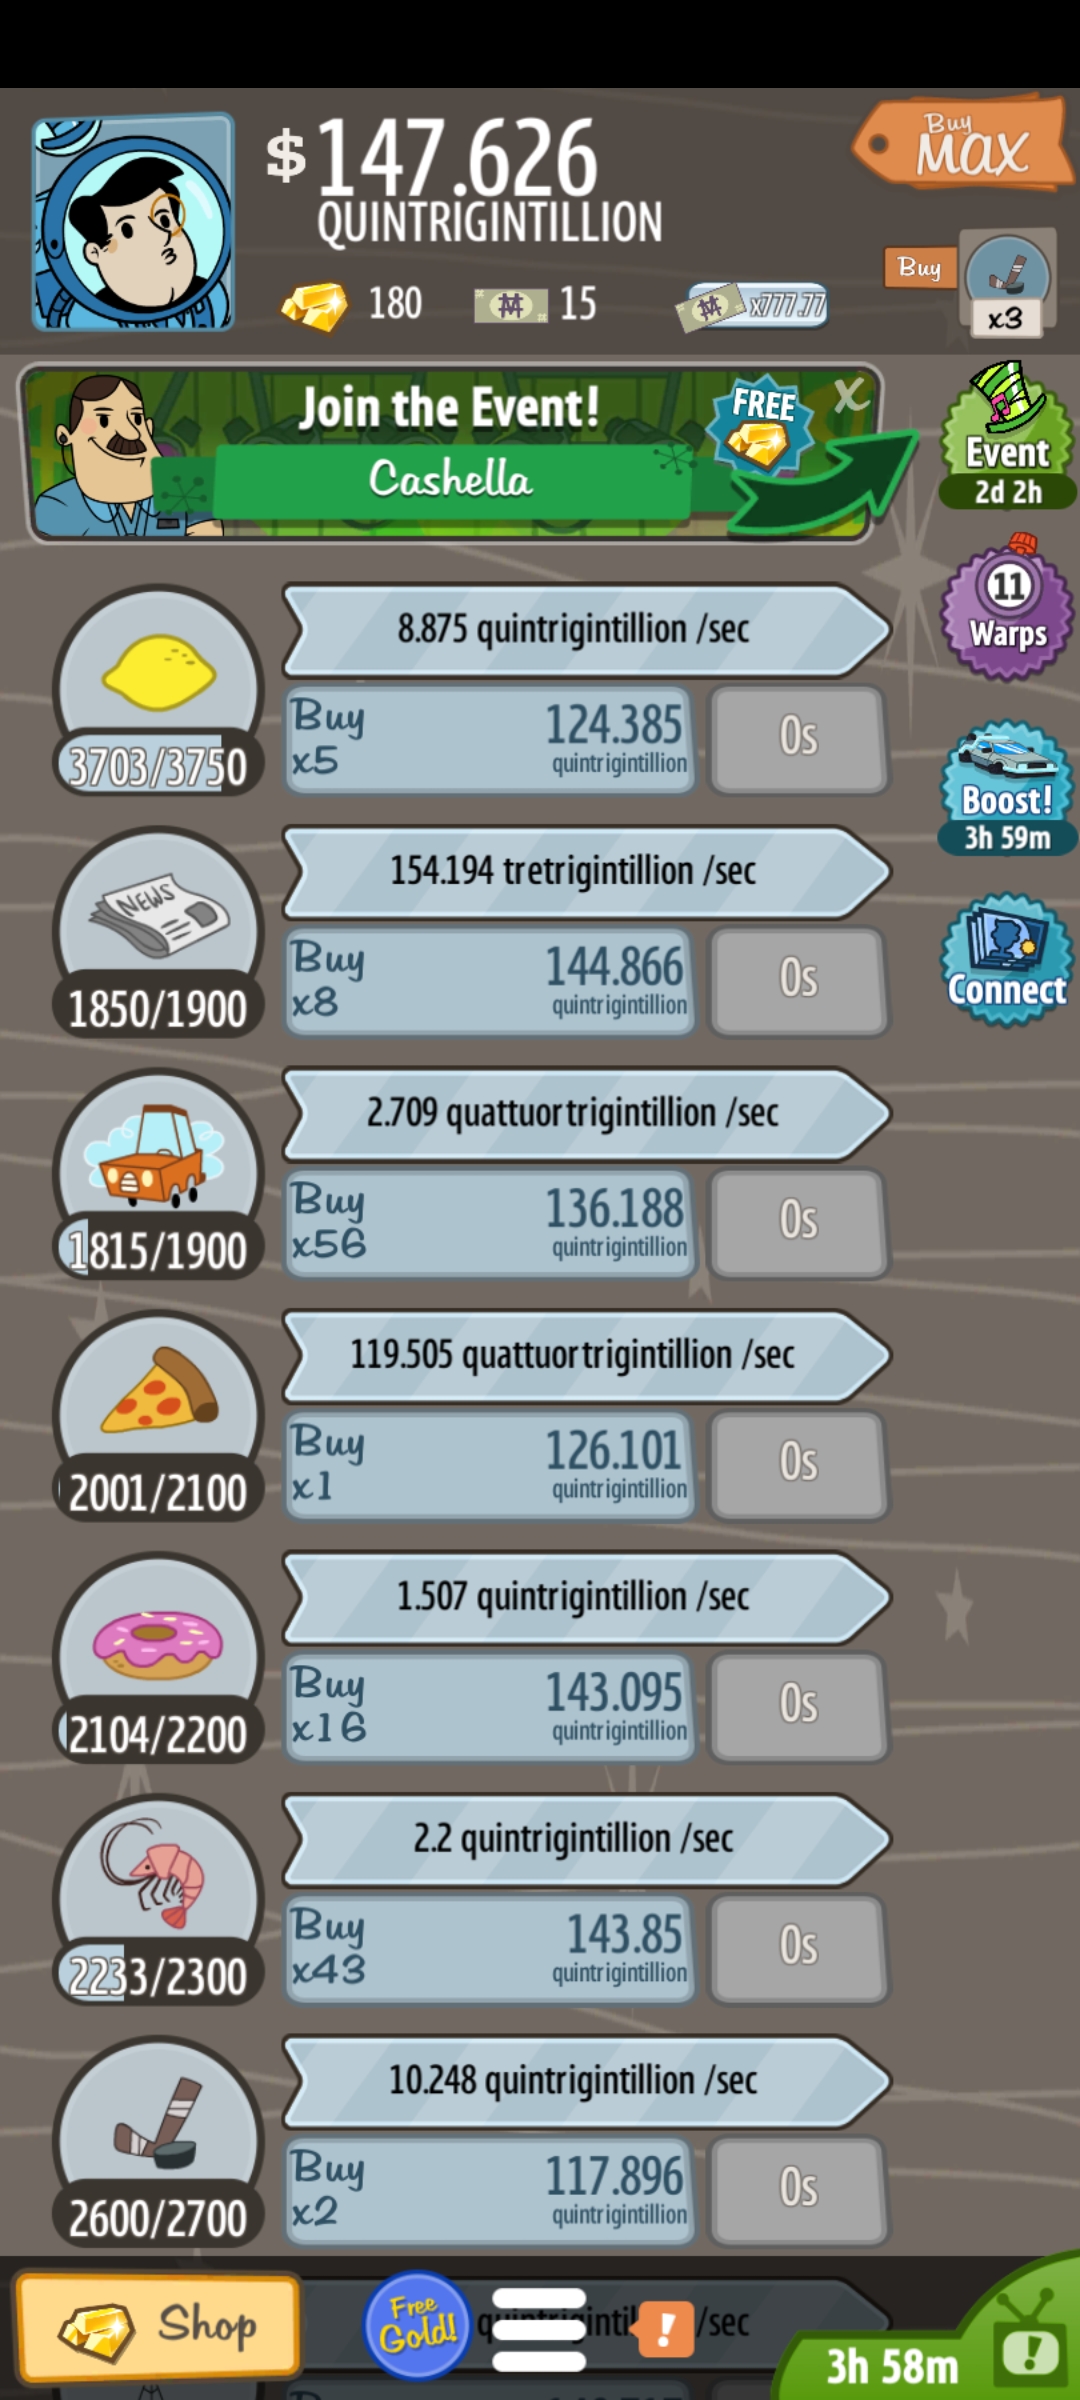 $147.626
QUINTRIGINTILLION
Buy
MAX
180
15
x777.77
Buy
x3
Join the Event!
Cashella
FREE
X
Event
2d 2h
11
Warps
Boost!
3h 59m
Connect
8.875 quintrigintillion /sec
Buy
x5
124.385
quintrigintillion
0s
3703/3750
NEWS
154.194 tretrigintillion /sec
Buy
x8
144.866
quintrigintillion
0s
1850/1900
2.709 quattuortrigintillion /sec
Buy
x56
136.188
quintrigintillion
0s
1815/1900
119.505 quattuortrigintillion /sec
Buy
x1
126.101
quintrigintillion
0s
2001/2100
1.507 quintrigintillion /sec
Buy
x16
143.095
quintrigintillion
0s
2104/2200
2.2 quintrigintillion /sec
Buy
x43
143.85
quintrigintillion
0s
2233/2300
10.248 quintrigintillion /sec
Buy
x2
117.896
quintrigintillion
0s
2600/2700
Shop
Free
Gold!
!
/sec
3h 58m
!